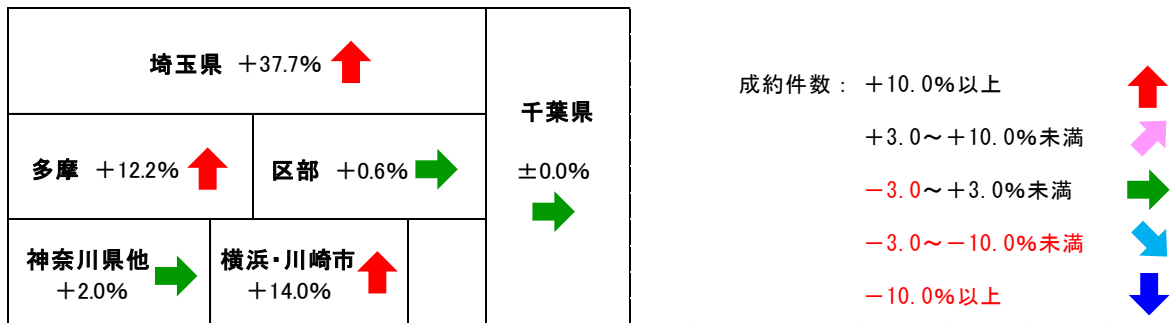 埼玉県 +37.7%
千葉県
±0.0%
多摩 +12.2%
区部 +0.6%
神奈川県他
+2.0%
横浜・川崎市
+14.0%
成約件数： +10.0%以上
+3.0～+10.0%未満
－3.0～+3.0%未満
－3.0～－10.0%未満
－10.0%以上